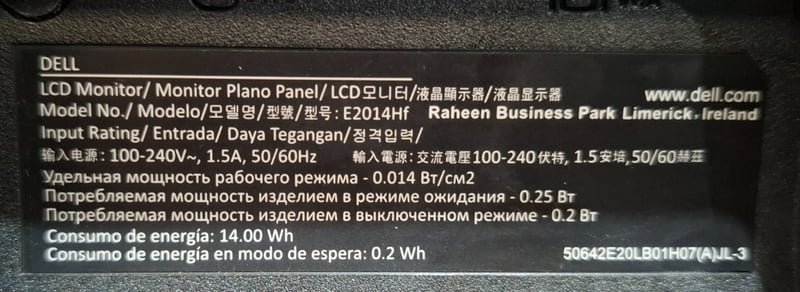 DELL
LCD Monitor/ Monitor Plano Panel/ LCD모니터/液晶顯示器/液晶显示器 www.dell.com
Model No./ Modelo/모델명/型號/型号: E2014Hf Raheen Business Park Limerick, Ireland
Input Rating/ Entrada/ Daya Tegangan/정격입력/
输入电源: 100-240V~, 1.5A, 50/60Hz 輸入電源: 交流電壓100-240伏特, 1.5安培,50/60赫茲
Удельная мощность рабочего режима - 0.014 Вт/см2
Потребляемая мощность изделием в режиме ожидания - 0.25 Вт
Потребляемая мощность изделием в выключенном режиме - 0.2 Вт
Consumo de energía: 14.00 Wh
Consumo de energía en modo de espera: 0.2 Wh 50642E20LB01H07(A)JL-3